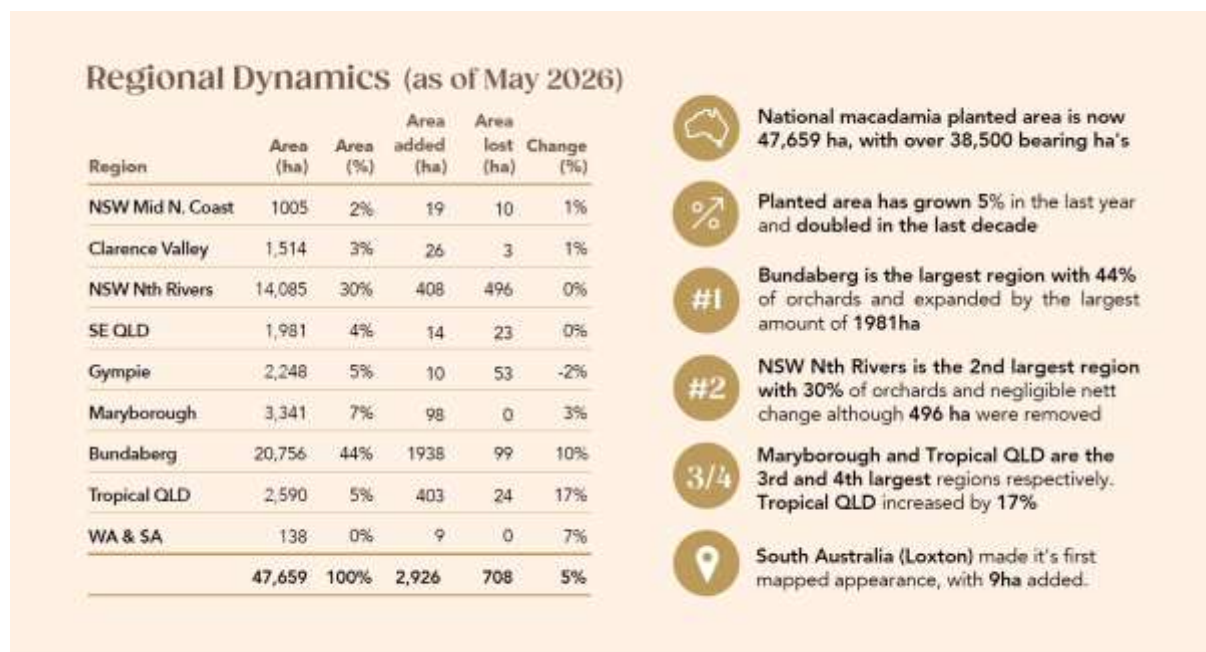 Regional Dynamics (as of May 2026)
Region Area (ha) Area (%) Area added (ha) Area lost (ha) Change (%)
NSW Mid N. Coast 1005 2% 19 10 1%
Clarence Valley 1,514 3% 26 3 1%
NSW Nth Rivers 14,085 30% 408 496 0%
SE QLD 1,981 4% 14 23 0%
Gympie 2,248 5% 10 53 -2%
Maryborough 3,341 7% 98 0 3%
Bundaberg 20,756 44% 1938 99 10%
Tropical QLD 2,590 5% 403 24 17%
WA & SA 138 0% 9 0 7%
47,659 100% 2,926 708 5%
National macadamia planted area is now
47,659 ha, with over 38,500 bearing ha's
Planted area has grown 5% in the last year
and doubled in the last decade
#1
Bundaberg is the largest region with 44%
of orchards and expanded by the largest
amount of 1981ha
#2
NSW Nth Rivers is the 2nd largest region
with 30% of orchards and negligible nett
change although 496 ha were removed
3/4
Maryborough and Tropical QLD are the
3rd and 4th largest regions respectively.
Tropical QLD increased by 17%
South Australia (Loxton) made it's first
mapped appearance, with 9ha added.